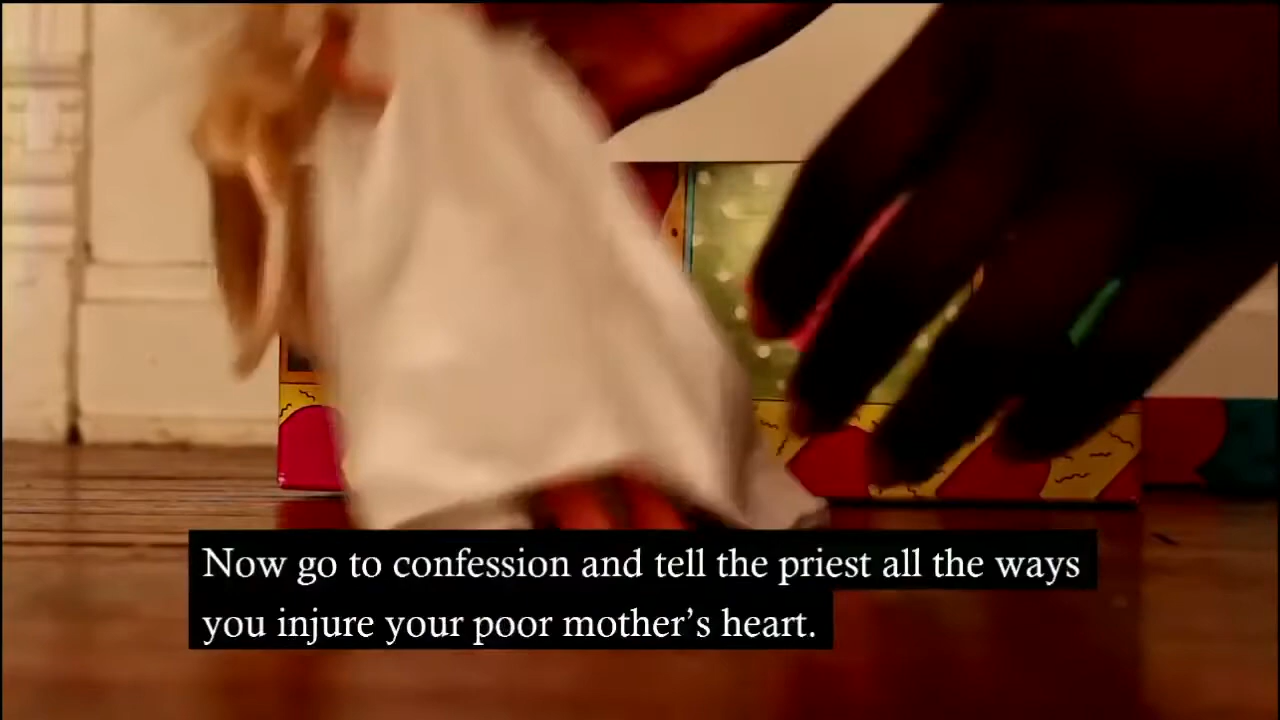 Now go to confession and tell the priest all the ways
you injure your poor mother’s heart.